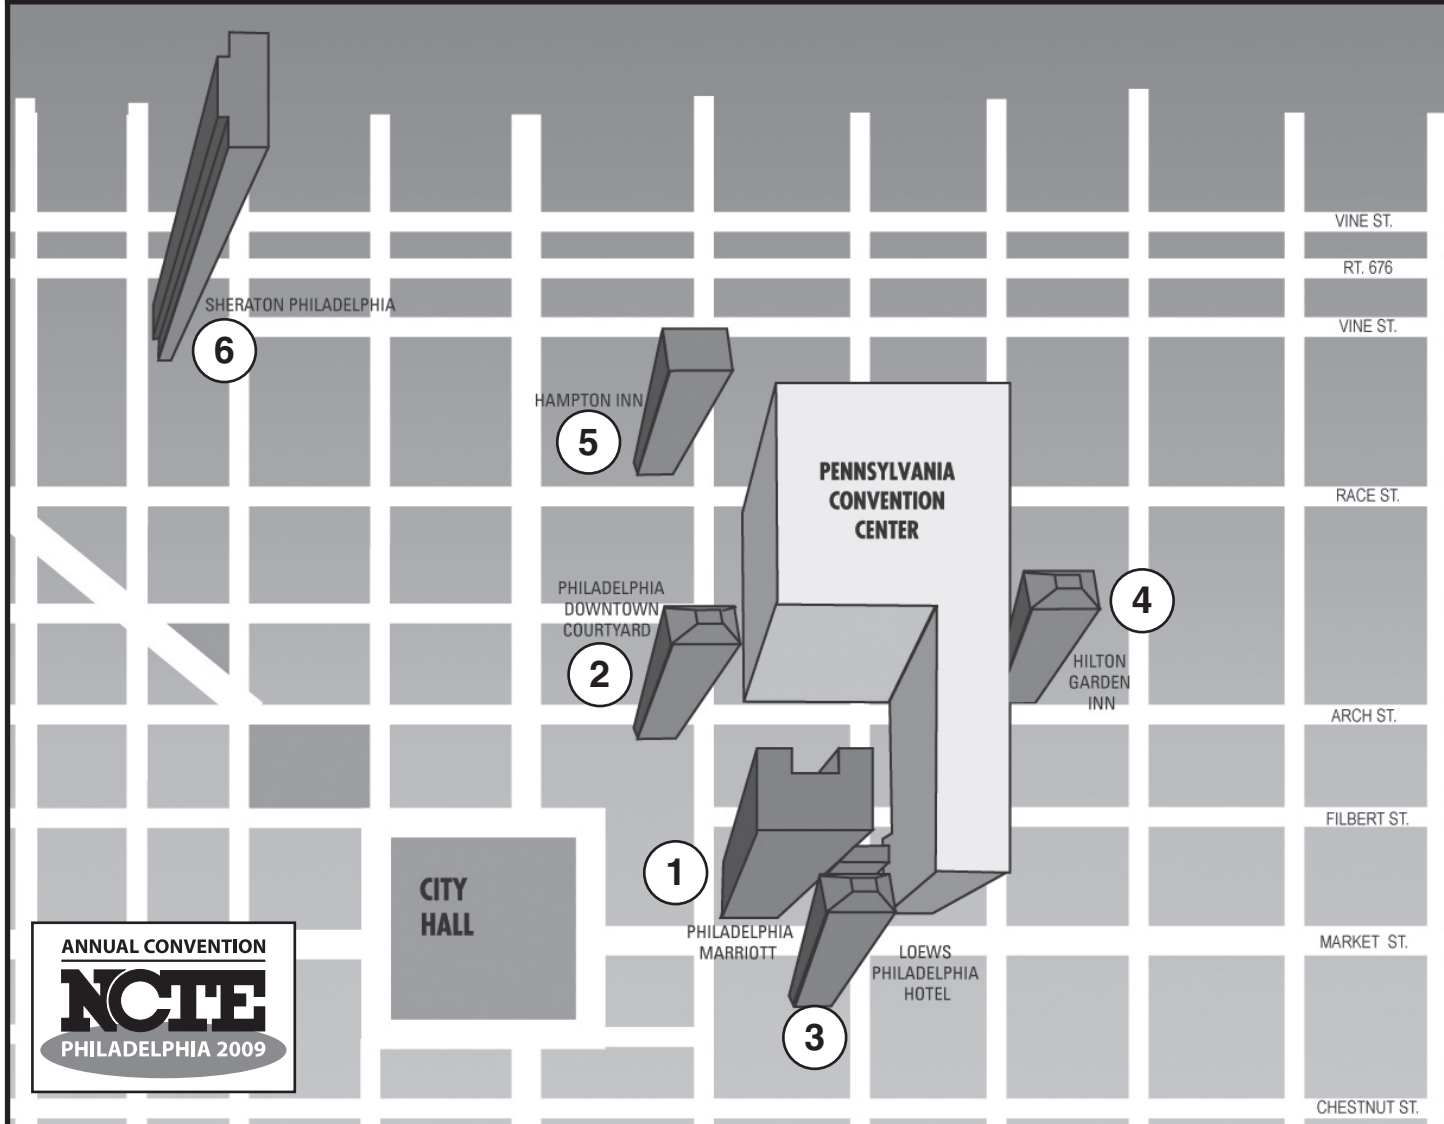 VINE ST.
RT. 676
SHERATON PHILADELPHIA
6
VINE ST.
HAMPTON INN
5
PENNSYLVANIA
CONVENTION
CENTER
RACE ST.
PHILADELPHIA
DOWNTOWN
COURTYARD
2
4
HILTON
GARDEN
INN
ARCH ST.
FILBERT ST.
1
PHILADELPHIA
MARRIOTT
CITY
HALL
LOEWS
PHILADELPHIA
HOTEL
3
MARKET ST.
ANNUAL CONVENTION
NCTE
PHILADELPHIA 2009
CHESTNUT ST.